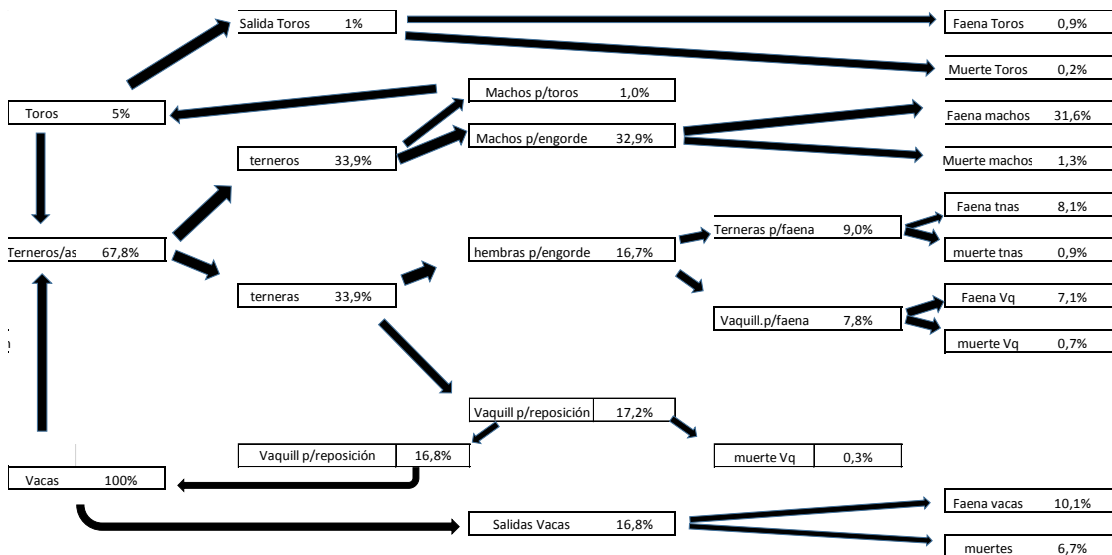 Salida Toros 1%
Faena Toros 0,9%
Muerte Toros 0,2%
Machos p/toros 1,0%
Toros 5%
Faena machos 31,6%
Machos p/engorde 32,9%
terneros 33,9%
Muerte machos 1,3%
Faena tnas 8,1%
Terneras p/faena 9,0%
Terneros/as 67,8%
hembras p/engorde 16,7%
muerte tnas 0,9%
terneras 33,9%
Faena Vq 7,1%
Vaquill.p/faena 7,8%
muerte Vq 0,7%
Vaquill p/reposición 17,2%
Vaquill p/reposición 16,8%
muerte Vq 0,3%
Vacas 100%
Faena vacas 10,1%
Salidas Vacas 16,8%
muertes 6,7%